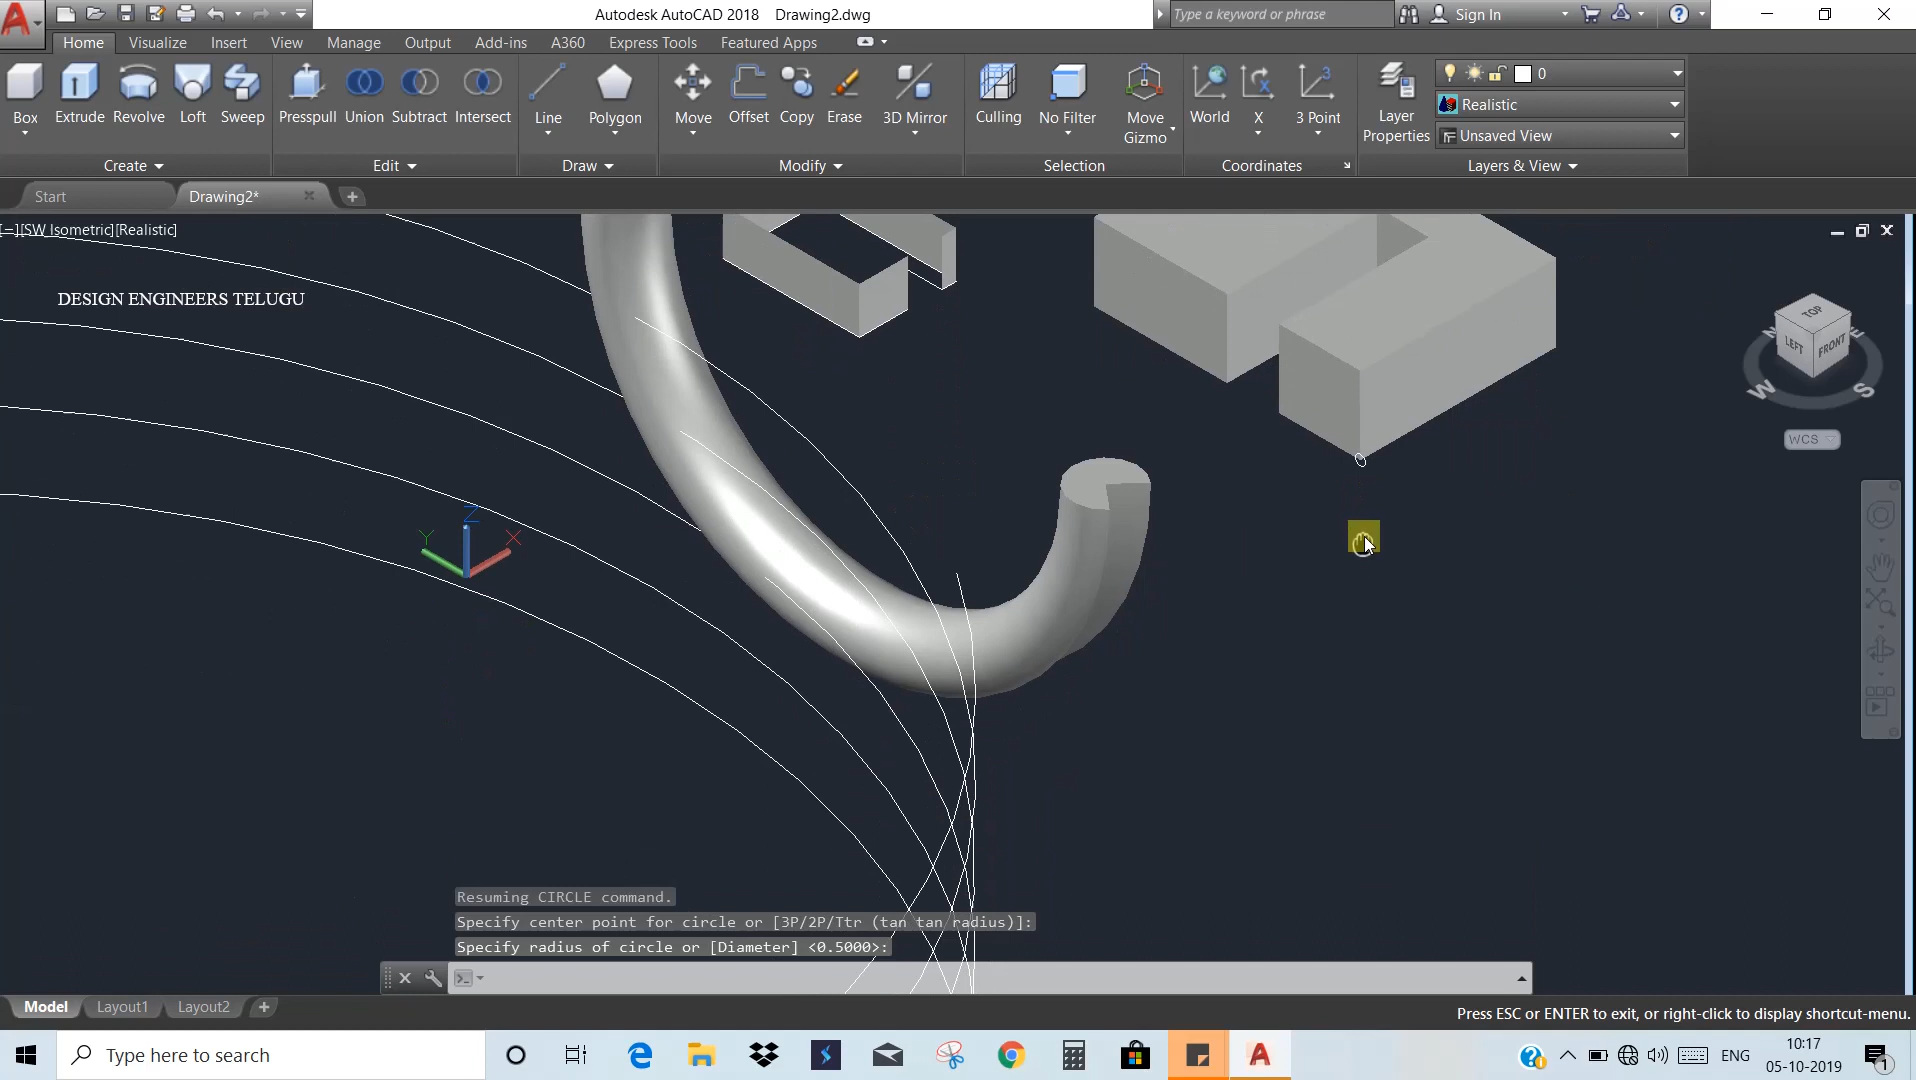 Autodesk AutoCAD 2018 Drawing2.dwg
Type a keyword or phrase
Sign In
Home Visualize Insert View Manage Output Add-ins A360 Express Tools Featured Apps
Box Extrude Revolve Loft Sweep
Presspull Union Subtract Intersect
Line Polygon
Move Offset Copy Erase 3D Mirror
Culling No Filter Move Gizmo
World X 3 Point
Layer Properties
0
Realistic
Unsaved View
Create Edit Draw Modify Selection Coordinates Layers & View
Start Drawing2*
[−][SW Isometric][Realistic]
DESIGN ENGINEERS TELUGU
TOP
LEFT FRONT
N E
W S
WCS
Z
Y X
Resuming CIRCLE command.
Specify center point for circle or [3P/2P/Ttr (tan tan radius)]:
Specify radius of circle or [Diameter] <0.5000>:
Model Layout1 Layout2
Press ESC or ENTER to exit, or right-click to display shortcut-menu.
Type here to search
ENG
10:17
05-10-2019
1